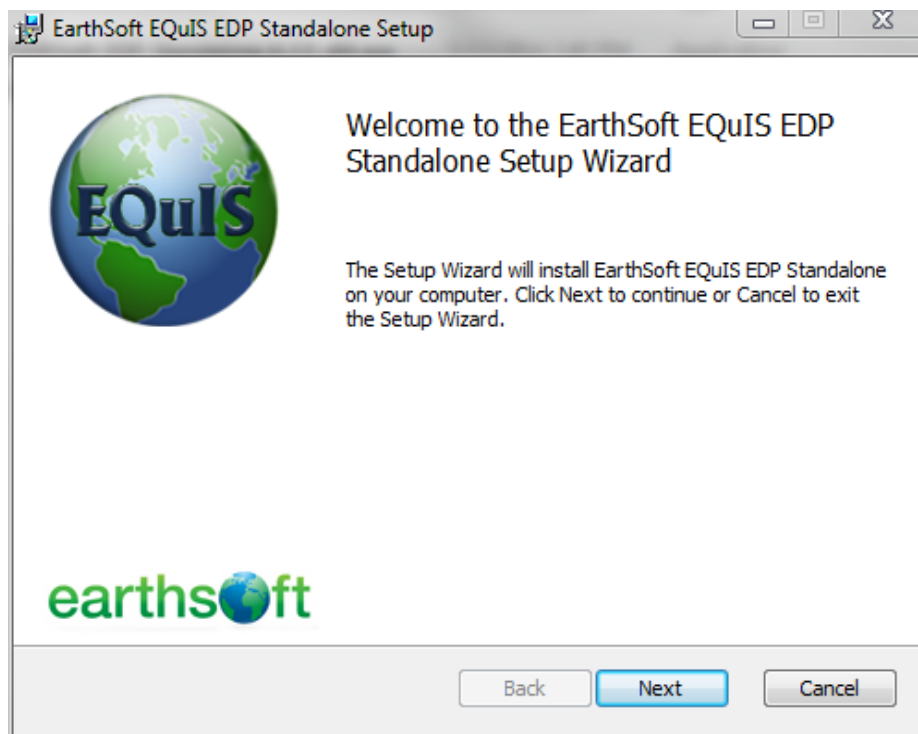 EarthSoft EQuIS EDP Standalone Setup
EQuIS
Welcome to the EarthSoft EQuIS EDP
Standalone Setup Wizard
The Setup Wizard will install EarthSoft EQuIS EDP Standalone
on your computer. Click Next to continue or Cancel to exit
the Setup Wizard.
earthsoft
Back
Next
Cancel